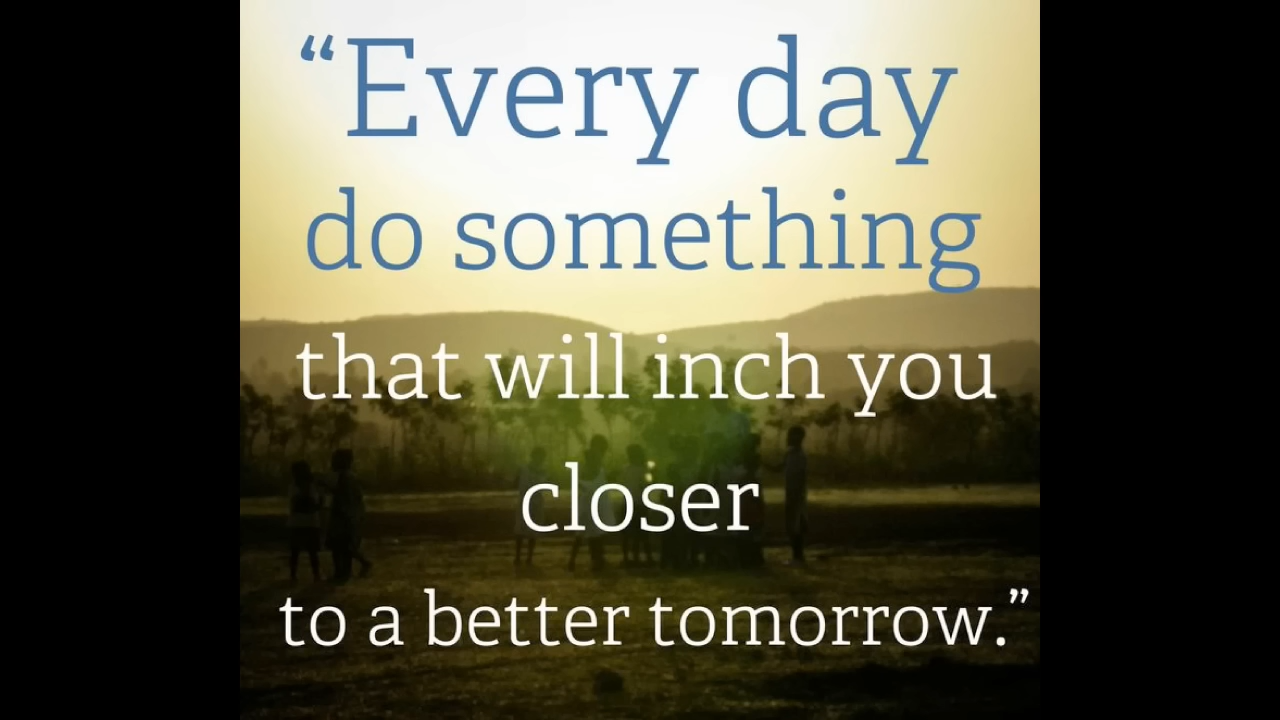 “Every day
do something
that will inch you
closer
to a better tomorrow.”